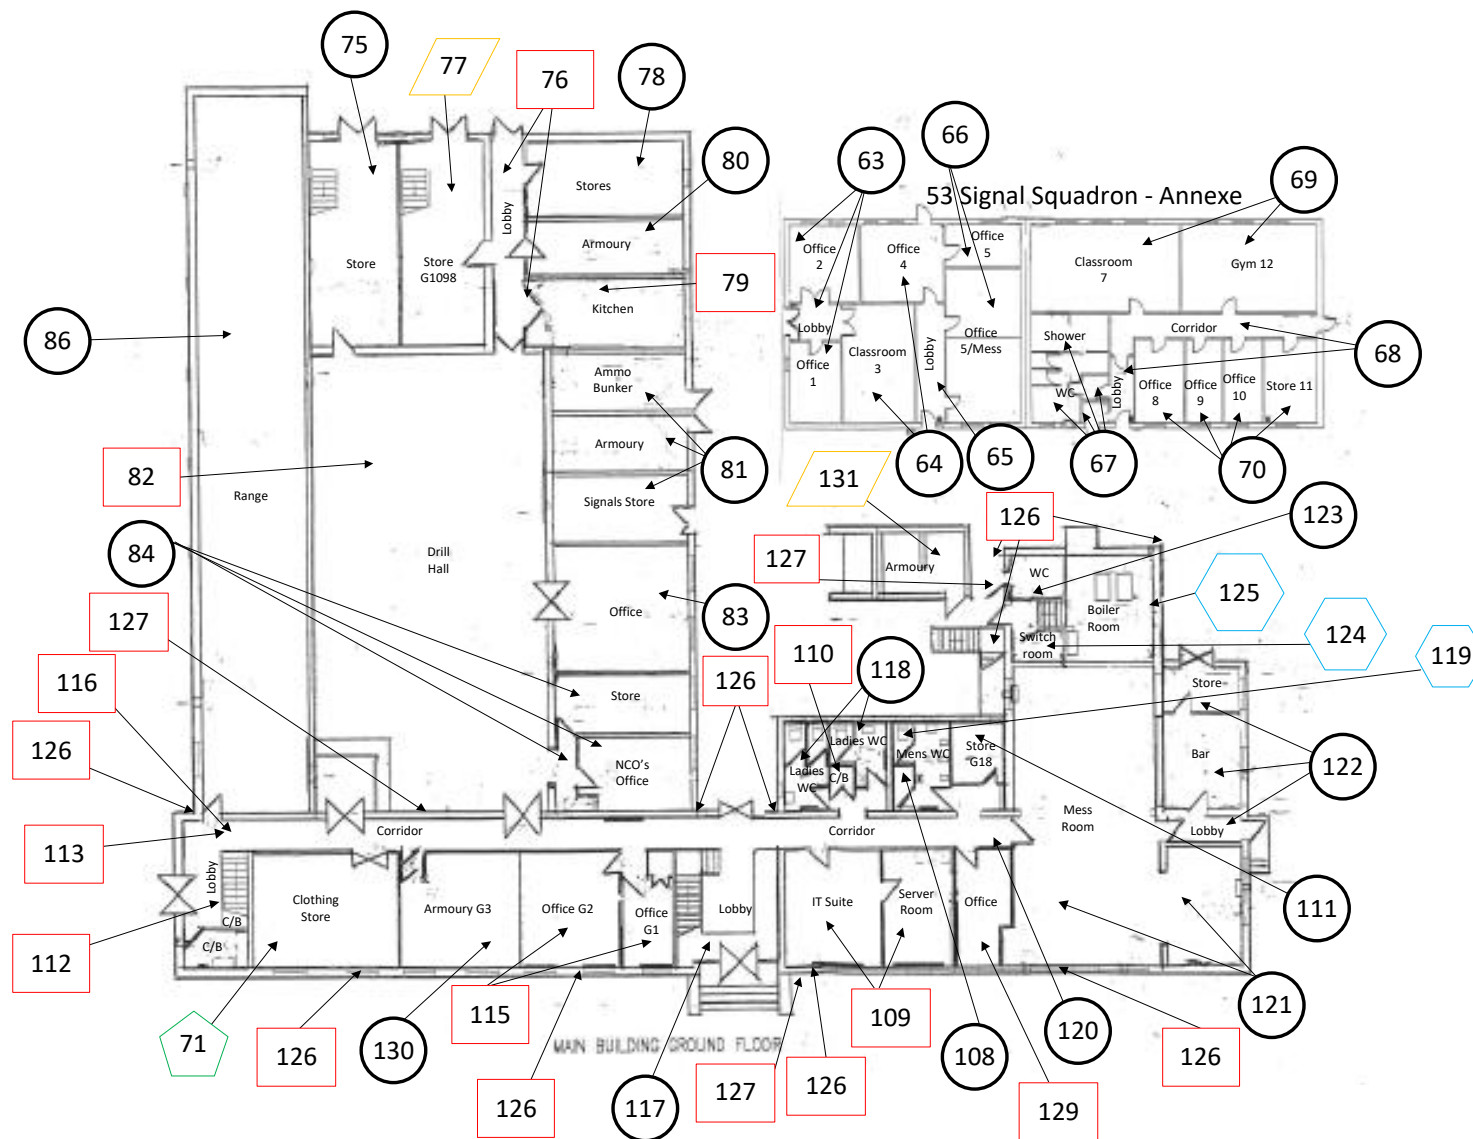 75
77
76
78
80
63
66
69
53 Signal Squadron - Annexe
Stores
Lobby
Armoury
Store
Store
G1098
Kitchen
79
86
Office
2
Office
4
Office
5
Classroom
7
Gym 12
Lobby
Office
1
Classroom
3
Lobby
Office
5/Mess
Shower
Corridor
68
WC
Lobby
Office
8
Office
9
Office
10
Store 11
Ammo
Bunker
Armoury
81
Signals Store
64
65
67
70
82
Range
131
126
123
84
Drill
Hall
127
Armoury
WC
125
Boiler
Room
Switch
room
124
119
Office
83
127
116
126
113
110
118
126
Store
NCO's
Office
Ladies WC
Ladies
WC
C/B
Mens WC
Store
G18
Store
Bar
122
Mess
Room
Lobby
Corridor
Corridor
Lobby
C/B
C/B
Clothing
Store
Armoury G3
Office G2
Office
G1
Lobby
IT Suite
Server
Room
Office
111
112
71
126
130
115
126
117
MAIN BUILDING GROUND FLOOR
127
126
109
108
129
120
126
121